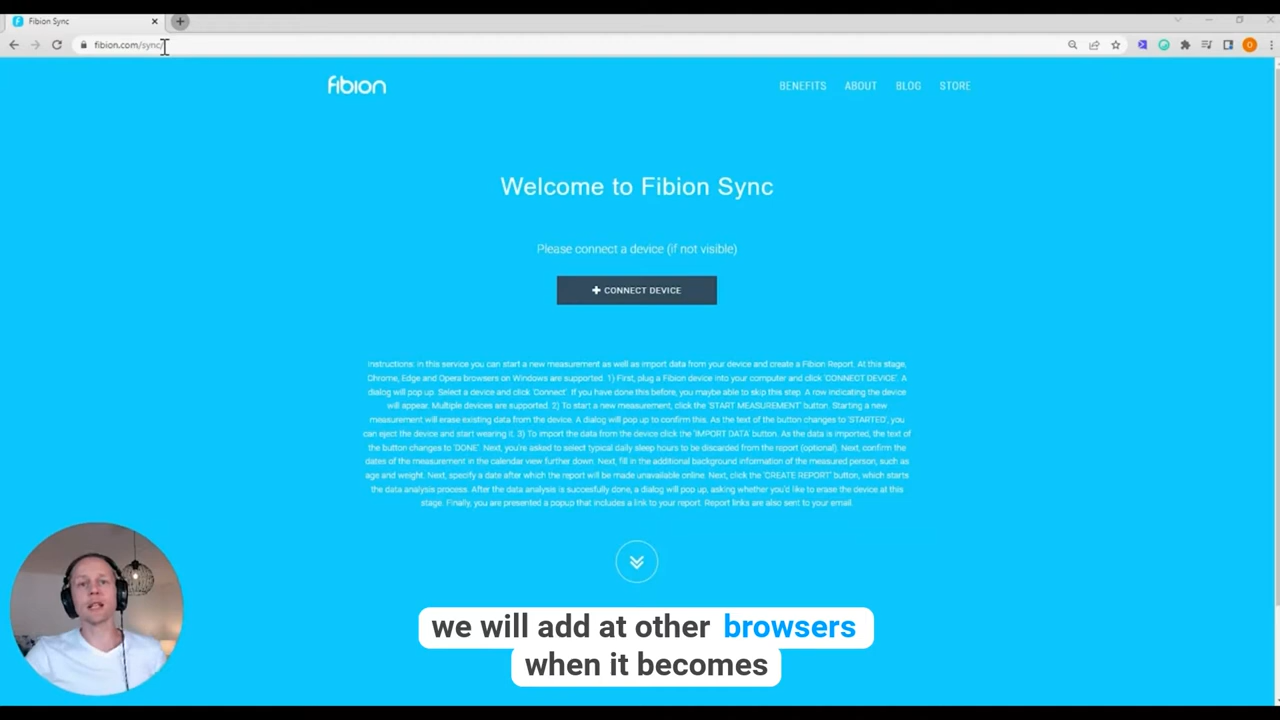 Fibion Sync
fibion.com/sync/
fibion
BENEFITS ABOUT BLOG STORE
Welcome to Fibion Sync
Please connect a device (if not visible)
CONNECT DEVICE
Instructions: in this service you can start a new measurement as well as import data from your device and create a Fibion Report. At this stage,
Chrome, Edge and Opera browsers on Windows are supported. 1) First, plug a Fibion device into your computer and click 'CONNECT DEVICE'. A
dialog will pop up. Select a device and click 'Connect'. If you have done this before, you maybe able to skip this step. A row indicating the device
will appear. Multiple devices are supported. 2) To start a new measurement, click the 'START MEASUREMENT' button. Starting a new
measurement will erase existing data from the device. A dialog will pop up to confirm this. As the text of the button changes to 'STARTED', you
can eject the device and start wearing it. 3) To import the data from the device click the 'IMPORT DATA' button. As the data is imported, the text of
the button changes to 'DONE'. Next, you're asked to select typical daily sleep hours to be discarded from the report (optional). Next, confirm the
dates of the measurement in the calendar view further down. Next, fill in the additional background information of the measured person, such as
age and weight. Next, specify a date after which the report will be made unavailable online. Next, click the 'CREATE REPORT' button, which starts
the data analysis process. After the data analysis is succesfully done, a dialog will pop up, asking whether you'd like to erase the device at this
stage. Finally, you are presented a popup that includes a link to your report. Report links are also sent to your email.
we will add at other browsers
when it becomes